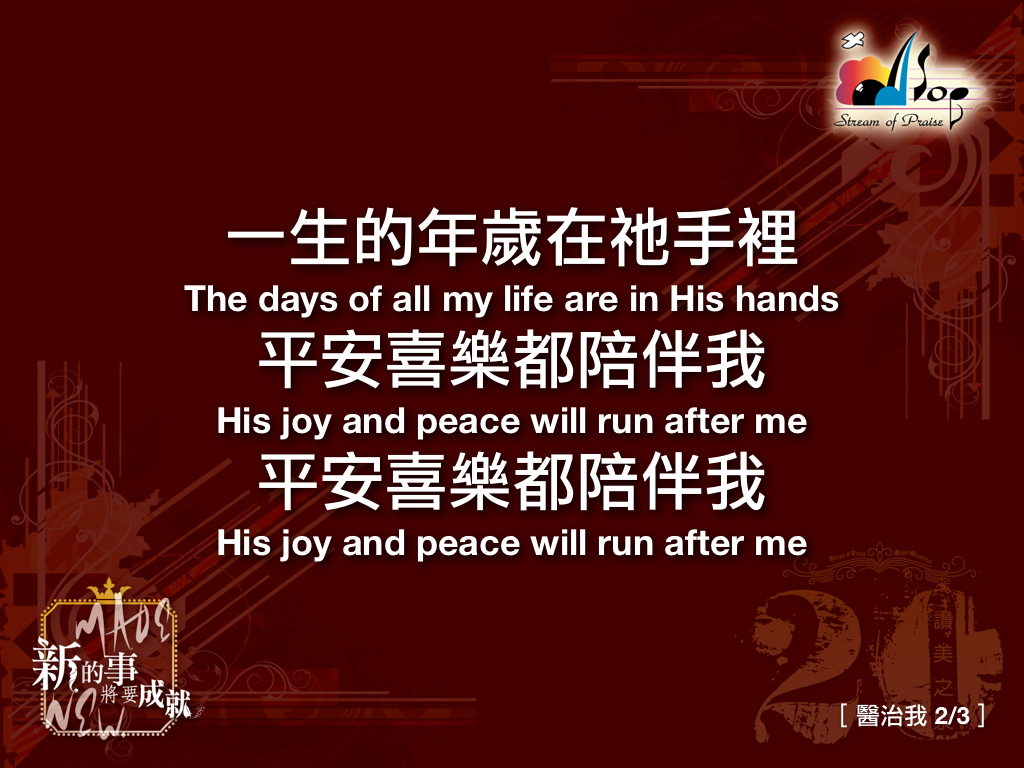 Sop
Stream of Praise
一生的年歲在祂手裡
The days of all my life are in His hands
平安喜樂都陪伴我
His joy and peace will run after me
平安喜樂都陪伴我
His joy and peace will run after me
MADE
新的事
將要成就
NEW
20
讚美之
[ 醫治我 2/3 ]